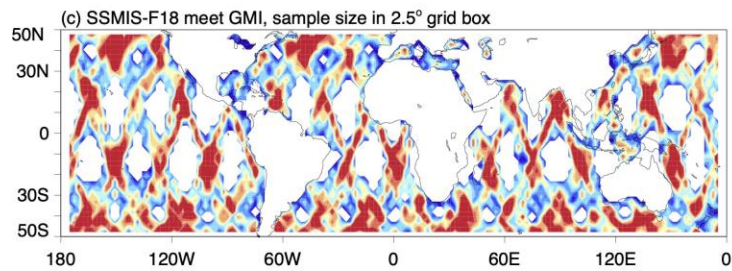 (c) SSMIS-F18 meet GMI, sample size in 2.5° grid box
50N
30N
0
30S
50S
180 120W 60W 0 60E 120E 0